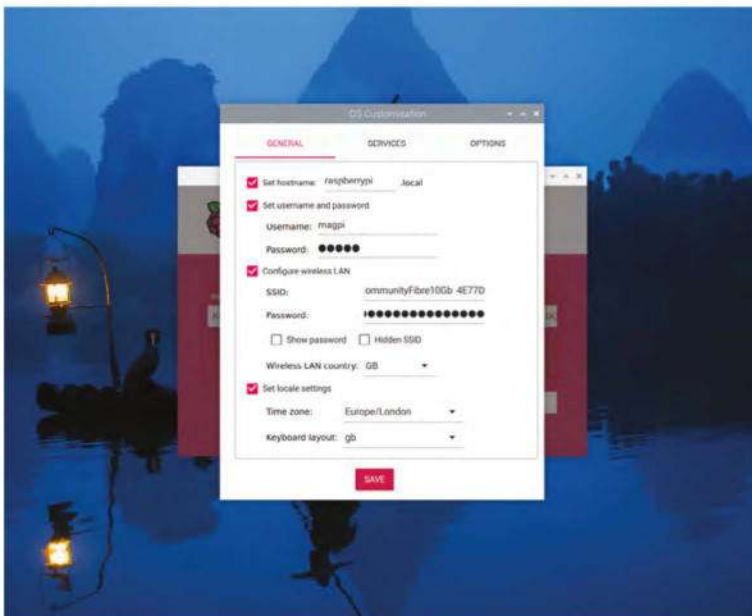 OS Customisation
GENERAL SERVICES OPTIONS
Set hostname: raspberrypi .local
Set username and password
Username: magpi
Password: ●●●●●
Configure wireless LAN
SSID: ommunityFibre10Gb 4E77D
Password: ●●●●●●●●●●●●●●
Show password Hidden SSID
Wireless LAN country: GB
Set locale settings
Time zone: Europe/London
Keyboard layout: gb
SAVE